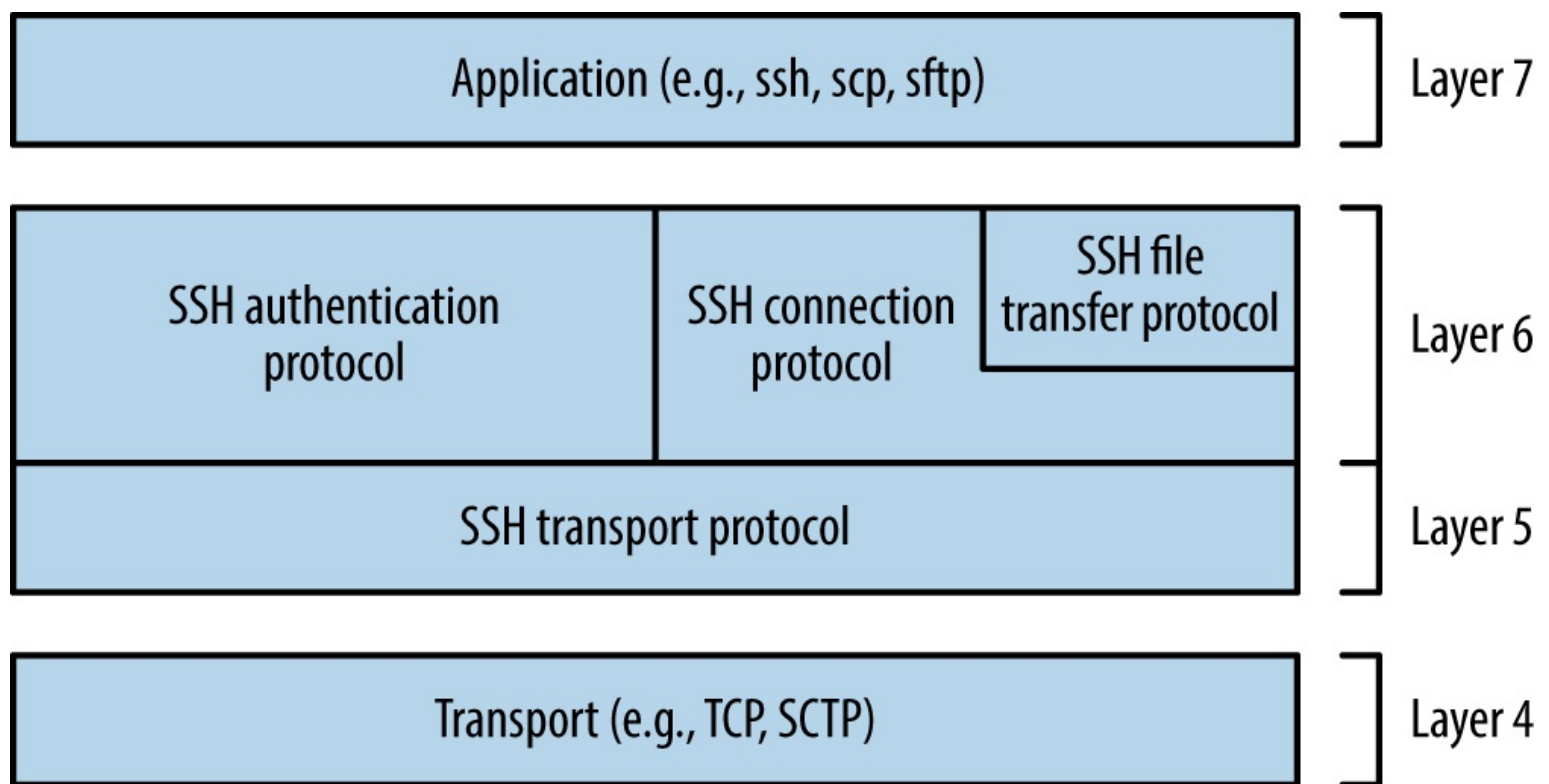 Application (e.g., ssh, scp, sftp)
Layer 7
SSH authentication
protocol
SSH connection
protocol
SSH file
transfer protocol
Layer 6
SSH transport protocol
Layer 5
Transport (e.g., TCP, SCTP)
Layer 4